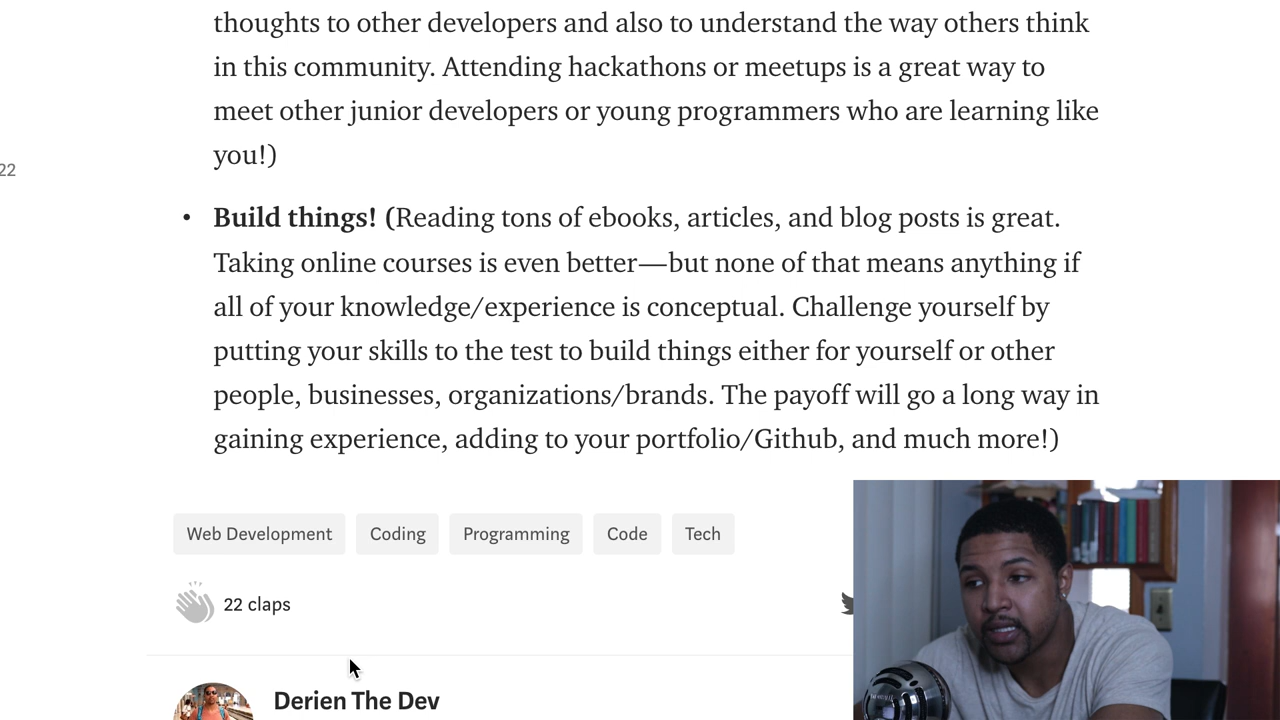 thoughts to other developers and also to understand the way others think
in this community. Attending hackathons or meetups is a great way to
meet other junior developers or young programmers who are learning like
you!)
22
• Build things! (Reading tons of ebooks, articles, and blog posts is great.
Taking online courses is even better—but none of that means anything if
all of your knowledge/experience is conceptual. Challenge yourself by
putting your skills to the test to build things either for yourself or other
people, businesses, organizations/brands. The payoff will go a long way in
gaining experience, adding to your portfolio/Github, and much more!)
Web Development Coding Programming Code Tech
22 claps
Derien The Dev